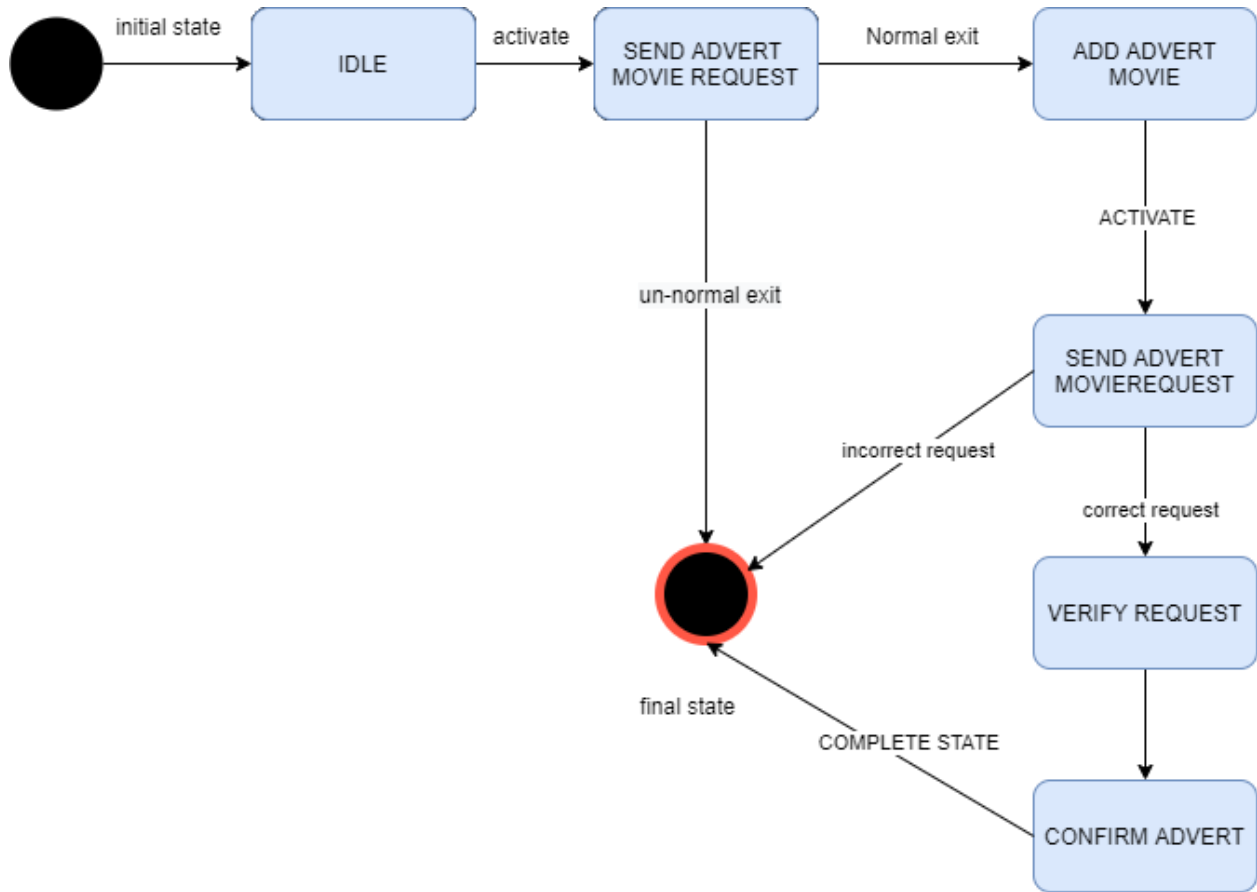 initial state
IDLE
activate
SEND ADVERT
MOVIE REQUEST
Normal exit
ADD ADVERT
MOVIE
ACTIVATE
un-normal exit
SEND ADVERT
MOVIEREQUEST
incorrect request
correct request
VERIFY REQUEST
final state
COMPLETE STATE
CONFIRM ADVERT